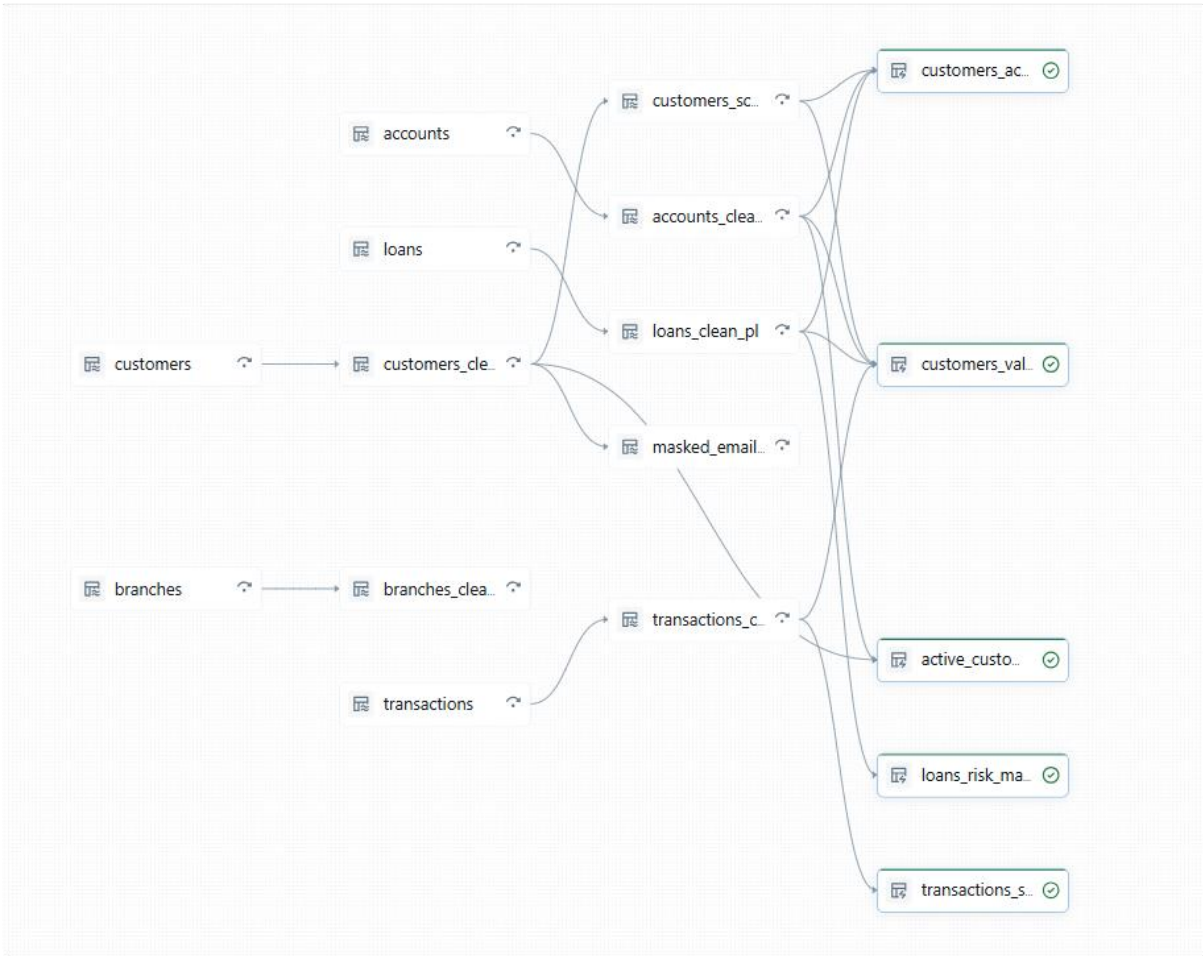 customers_ac...
customers_sc...
accounts
accounts_clea...
loans
loans_clean_pl
customers
customers_cle...
customers_val...
masked_email...
branches
branches_clea...
transactions_c...
active_custo...
transactions
loans_risk_ma...
transactions_s...